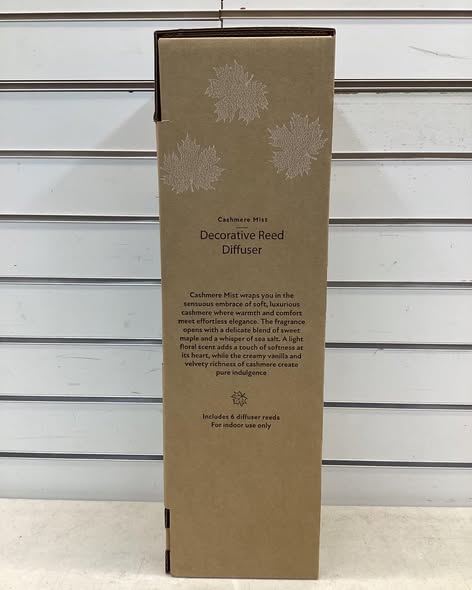 Cashmere Mist
Decorative Reed
Diffuser
Cashmere Mist wraps you in the
sensuous embrace of soft, luxurious
cashmere where warmth and comfort
meet effortless elegance. The fragrance
opens with a delicate blend of sweet
maple and a whisper of sea salt. A light
floral scent adds a touch of softness at
its heart, while the creamy vanilla and
velvety richness of cashmere create
pure indulgence
Includes 6 diffuser reeds
For indoor use only